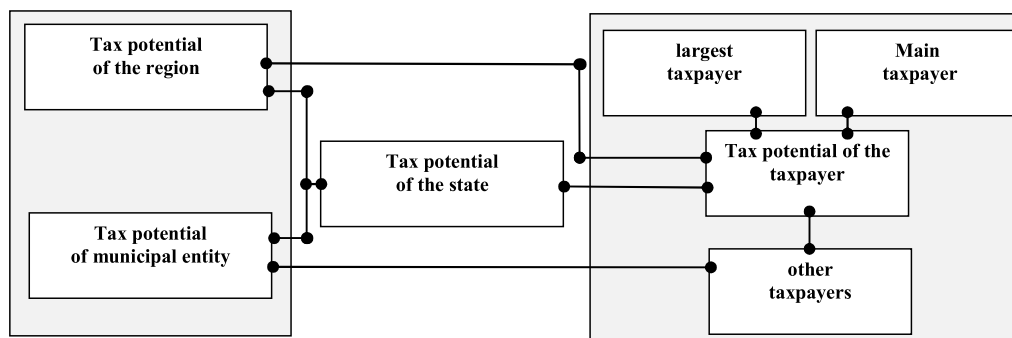 Tax potential
of the region
largest
taxpayer
Main
taxpayer
Tax potential
of the state
Tax potential of the
taxpayer
Tax potential
of municipal entity
other
taxpayers